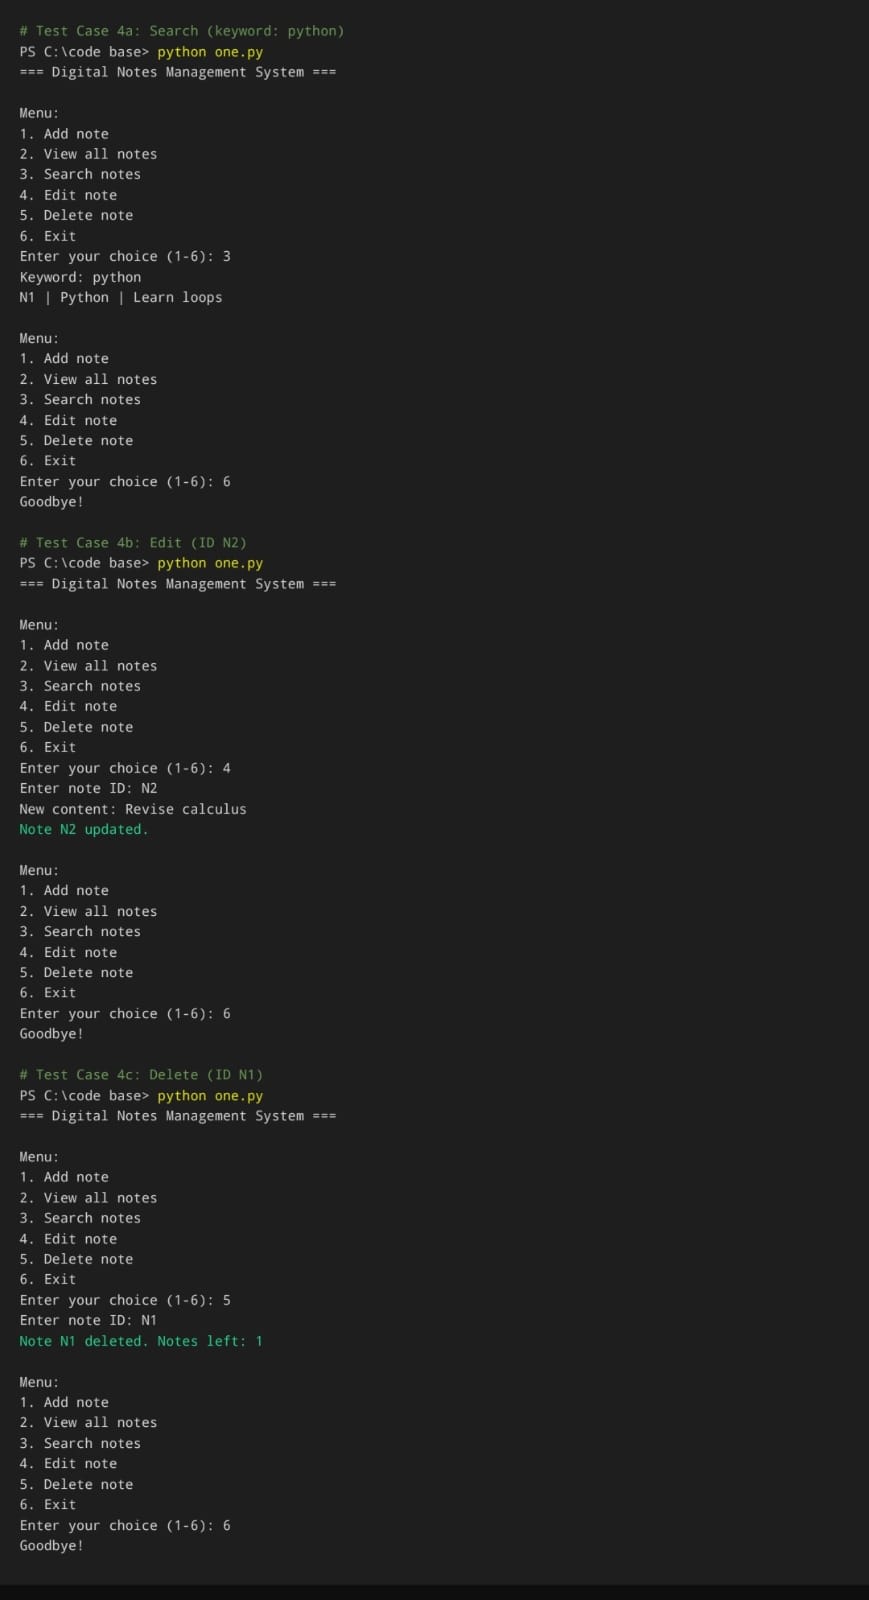 # Test Case 4a: Search (keyword: python)
PS C:\code base> python one.py
=== Digital Notes Management System ===
Menu:
1. Add note
2. View all notes
3. Search notes
4. Edit note
5. Delete note
6. Exit
Enter your choice (1-6): 3
Keyword: python
N1 | Python | Learn loops
Menu:
1. Add note
2. View all notes
3. Search notes
4. Edit note
5. Delete note
6. Exit
Enter your choice (1-6): 6
Goodbye!
# Test Case 4b: Edit (ID N2)
PS C:\code base> python one.py
=== Digital Notes Management System ===
Menu:
1. Add note
2. View all notes
3. Search notes
4. Edit note
5. Delete note
6. Exit
Enter your choice (1-6): 4
Enter note ID: N2
New content: Revise calculus
Note N2 updated.
Menu:
1. Add note
2. View all notes
3. Search notes
4. Edit note
5. Delete note
6. Exit
Enter your choice (1-6): 6
Goodbye!
# Test Case 4c: Delete (ID N1)
PS C:\code base> python one.py
=== Digital Notes Management System ===
Menu:
1. Add note
2. View all notes
3. Search notes
4. Edit note
5. Delete note
6. Exit
Enter your choice (1-6): 5
Enter note ID: N1
Note N1 deleted. Notes left: 1
Menu:
1. Add note
2. View all notes
3. Search notes
4. Edit note
5. Delete note
6. Exit
Enter your choice (1-6): 6
Goodbye!